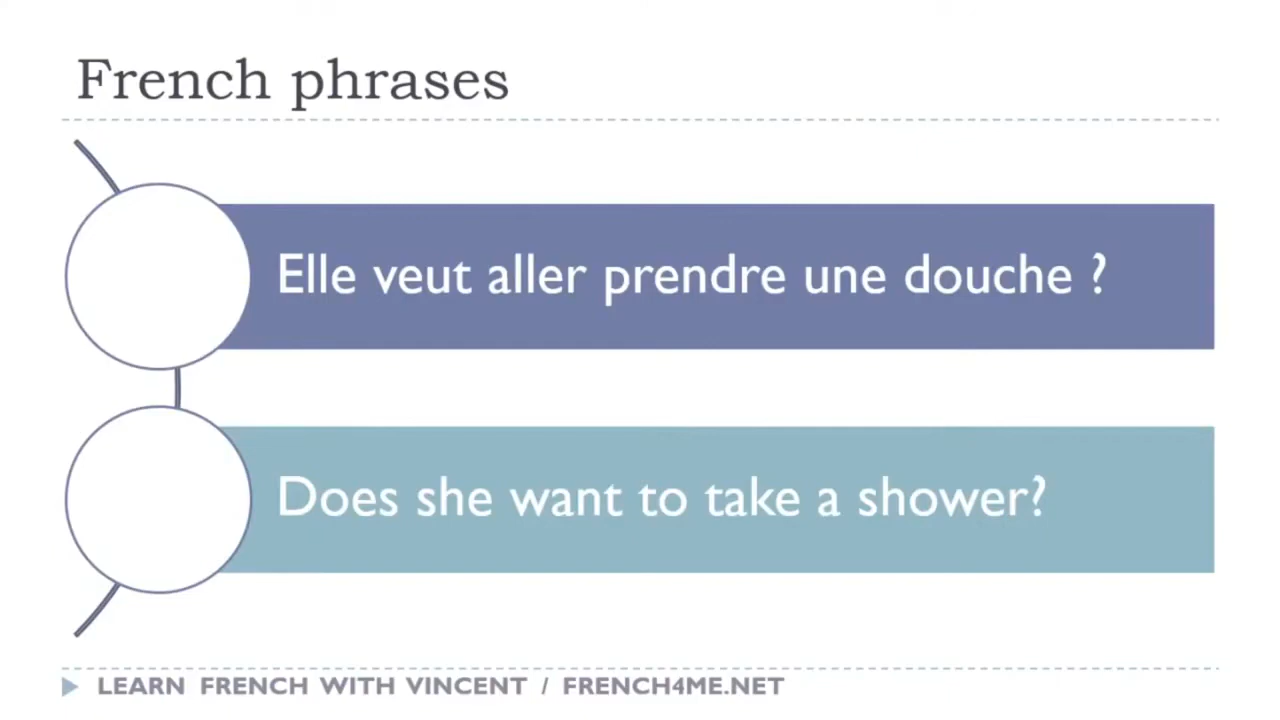 French phrases
Elle veut aller prendre une douche ?
Does she want to take a shower?
LEARN FRENCH WITH VINCENT / FRENCH4ME.NET